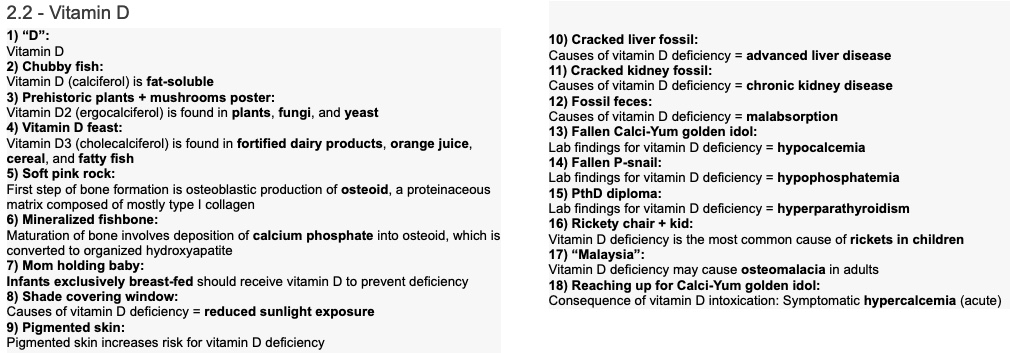 2.2 - Vitamin D
1) “D”:
Vitamin D
2) Chubby fish:
Vitamin D (calciferol) is fat-soluble
3) Prehistoric plants + mushrooms poster:
Vitamin D2 (ergocalciferol) is found in plants, fungi, and yeast
4) Vitamin D feast:
Vitamin D3 (cholecalciferol) is found in fortified dairy products, orange juice,
cereal, and fatty fish
5) Soft pink rock:
First step of bone formation is osteoblastic production of osteoid, a proteinaceous
matrix composed of mostly type I collagen
6) Mineralized fishbone:
Maturation of bone involves deposition of calcium phosphate into osteoid, which is
converted to organized hydroxyapatite
7) Mom holding baby:
Infants exclusively breast-fed should receive vitamin D to prevent deficiency
8) Shade covering window:
Causes of vitamin D deficiency = reduced sunlight exposure
9) Pigmented skin:
Pigmented skin increases risk for vitamin D deficiency
10) Cracked liver fossil:
Causes of vitamin D deficiency = advanced liver disease
11) Cracked kidney fossil:
Causes of vitamin D deficiency = chronic kidney disease
12) Fossil feces:
Causes of vitamin D deficiency = malabsorption
13) Fallen Calci-Yum golden idol:
Lab findings for vitamin D deficiency = hypocalcemia
14) Fallen P-snail:
Lab findings for vitamin D deficiency = hypophosphatemia
15) PthD diploma:
Lab findings for vitamin D deficiency = hyperparathyroidism
16) Rickety chair + kid:
Vitamin D deficiency is the most common cause of rickets in children
17) “Malaysia”:
Vitamin D deficiency may cause osteomalacia in adults
18) Reaching up for Calci-Yum golden idol:
Consequence of vitamin D intoxication: Symptomatic hypercalcemia (acute)